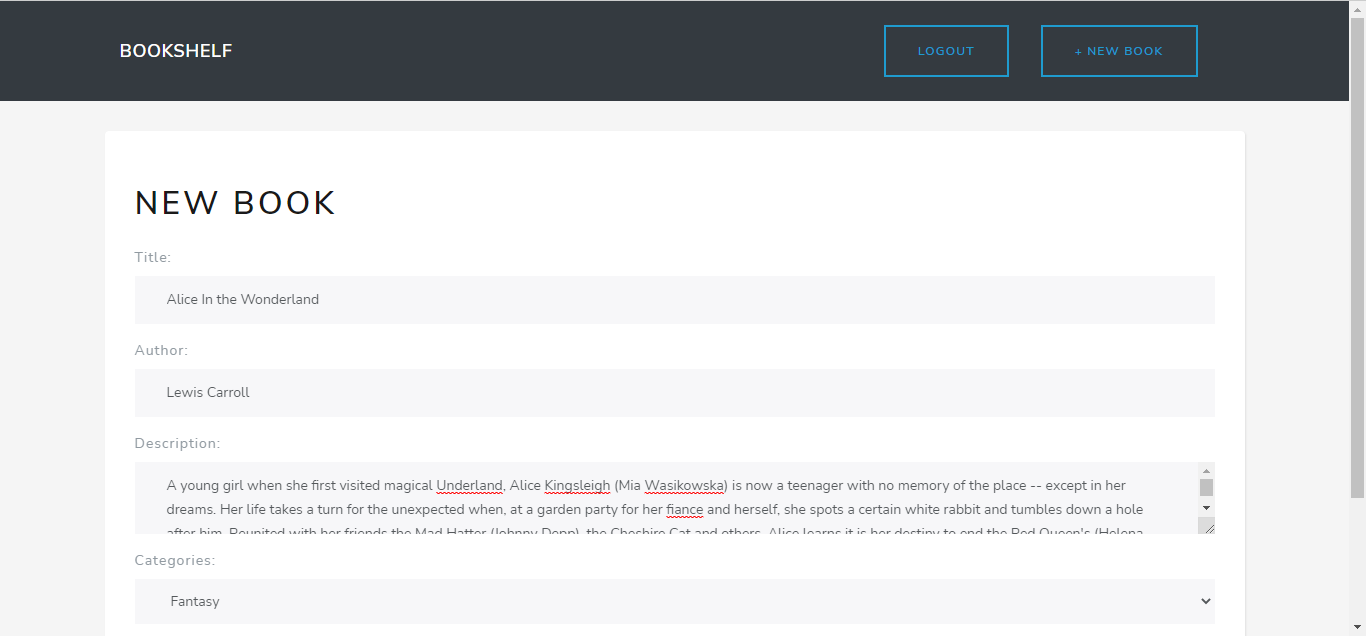 BOOKSHELF
LOGOUT
+ NEW BOOK
NEW BOOK
Title:
Alice In the Wonderland
Author:
Lewis Carroll
Description:
A young girl when she first visited magical Underland, Alice Kingsleigh (Mia Wasikowska) is now a teenager with no memory of the place -- except in her
dreams. Her life takes a turn for the unexpected when, at a garden party for her fiance and herself, she spots a certain white rabbit and tumbles down a hole
after him. Reunited with her friends the Mad Hatter (Johnny Depp), the Cheshire Cat and others, Alice learns it is her destiny to end the Red Queen's (Helena
Categories:
Fantasy